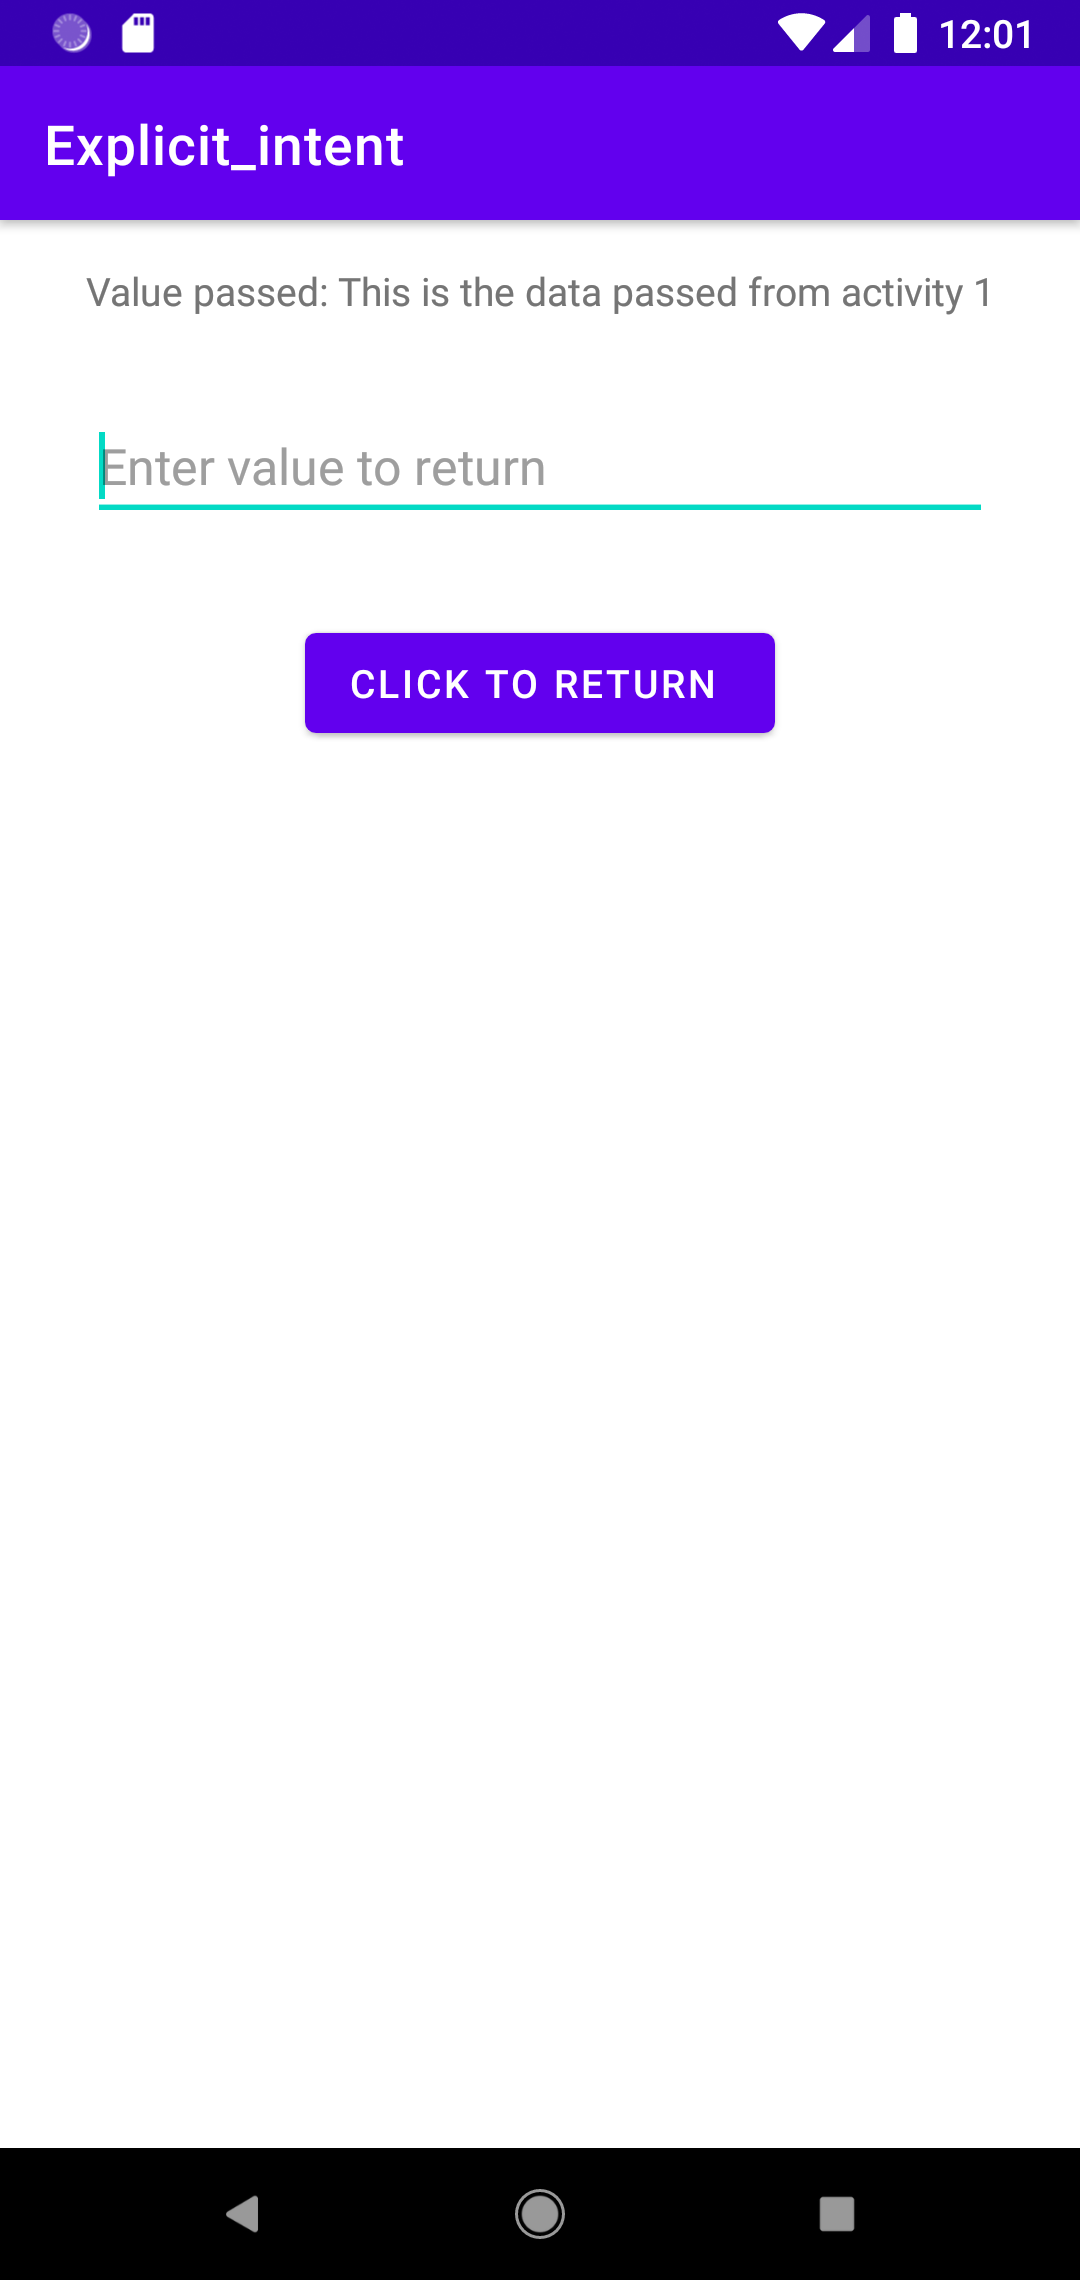 12:01
Explicit_intent
Value passed: This is the data passed from activity 1
Enter value to return
CLICK TO RETURN